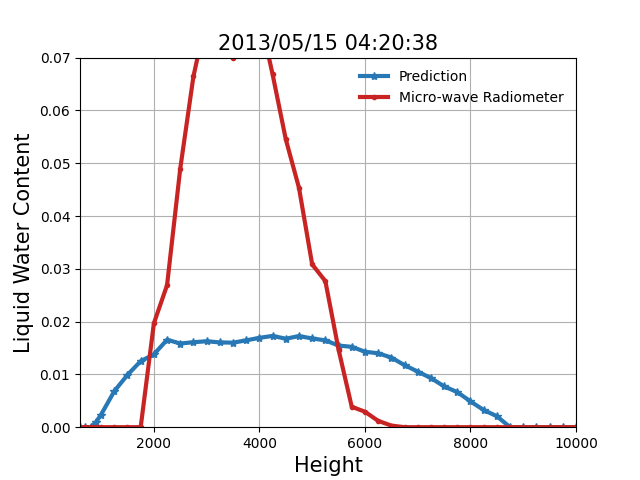 2013/05/15 04:20:38
Liquid Water Content
0.07
0.06
0.05
0.04
0.03
0.02
0.01
0.00
Prediction
Micro-wave Radiometer
2000 4000 6000 8000 10000
Height